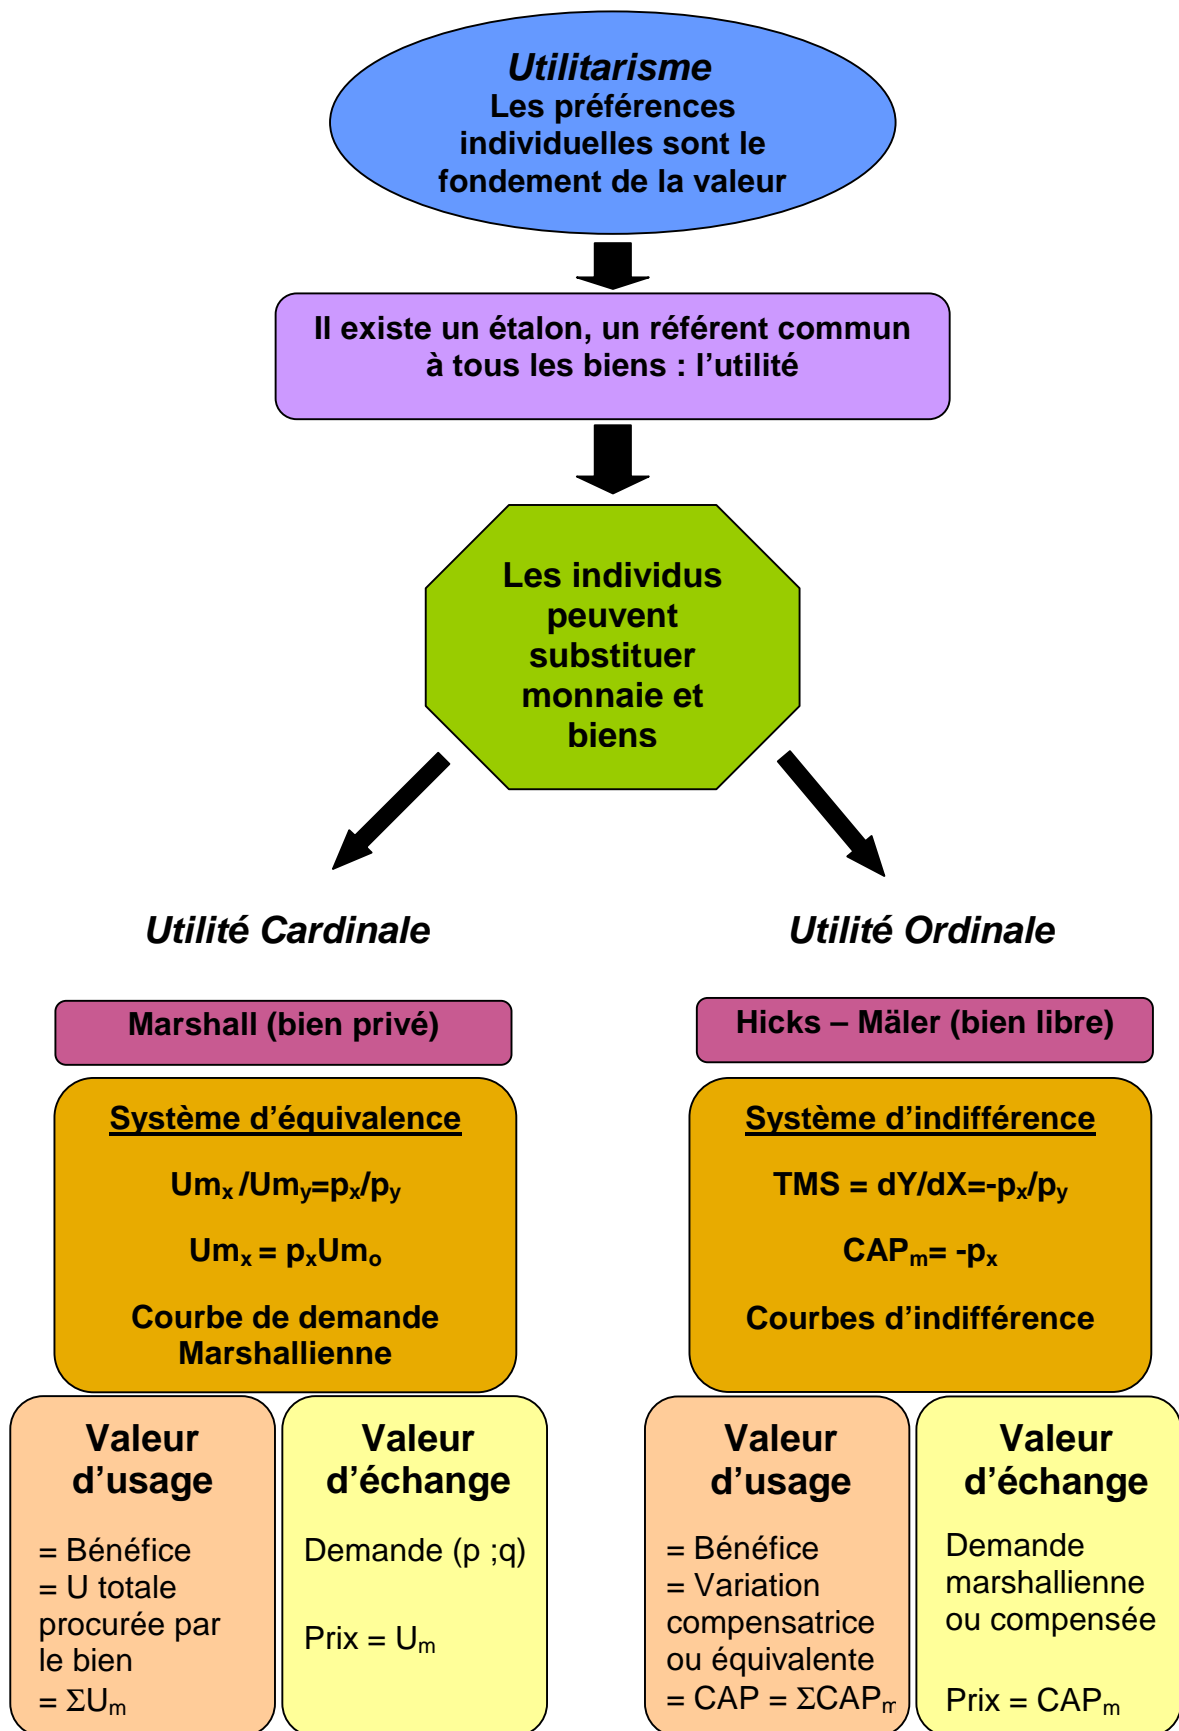 Utilitarisme
Les préférences
individuelles sont le
fondement de la valeur
Il existe un étalon, un référent commun
à tous les biens : l’utilité
Les individus
peuvent
substituer
monnaie et
biens
Utilité Cardinale
Marshall (bien privé)
Système d’équivalence
Umₓ /Umᵧ=pₓ/pᵧ
Umₓ = pₓUmₒ
Courbe de demande
Marshallienne
Valeur
d’usage
= Bénéfice
= U totale
procurée par
le bien
= ΣUₘ
Valeur
d’échange
Demande (p ;q)
Prix = Uₘ
Utilité Ordinale
Hicks – Mäler (bien libre)
Système d’indifférence
TMS = dY/dX=-pₓ/pᵧ
CAPₘ= -pₓ
Courbes d’indifférence
Valeur
d’usage
= Bénéfice
= Variation
compensatrice
ou équivalente
= CAP = ΣCAPₘ
Valeur
d’échange
Demande
marshallienne
ou compensée
Prix = CAPₘ